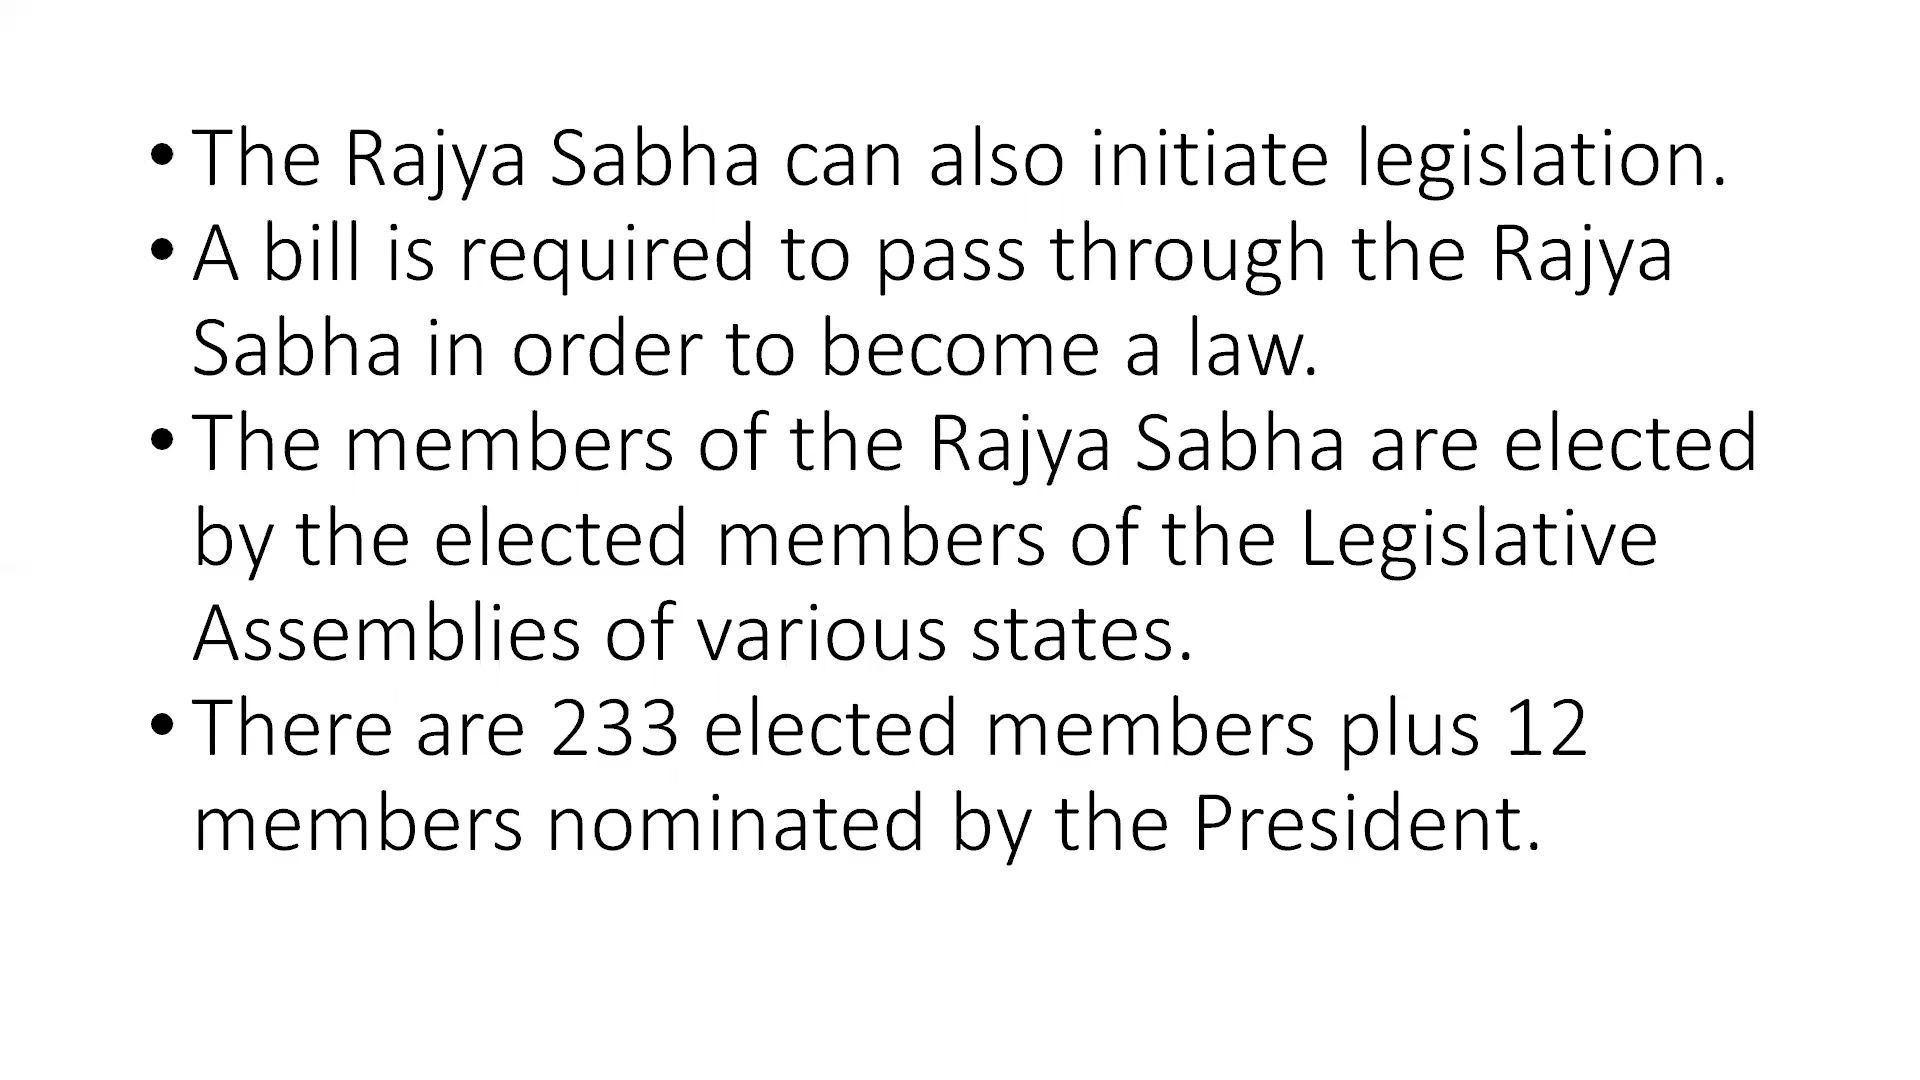 • The Rajya Sabha can also initiate legislation.
• A bill is required to pass through the Rajya
Sabha in order to become a law.
• The members of the Rajya Sabha are elected
by the elected members of the Legislative
Assemblies of various states.
• There are 233 elected members plus 12
members nominated by the President.